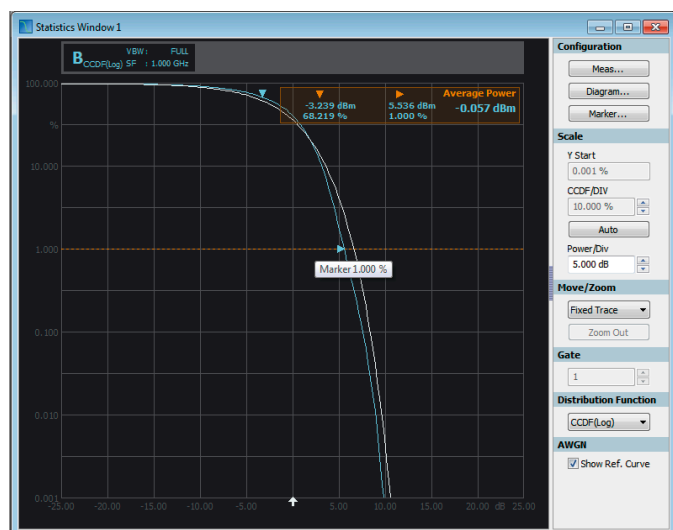 Statistics Window 1
B CCDF(Log) VBW: FULL
SF : 1.000 GHz
Average Power
-3.239 dBm 5.536 dBm -0.057 dBm
68.219 % 1.000 %
100.000
%
10.000
1.000
Marker 1.000 %
0.100
0.010
0.001
-25.00 -20.00 -15.00 -10.00 -5.00 5.00 10.00 15.00 20.00 dB 25.00
Configuration
Meas...
Diagram...
Marker...
Scale
Y Start
0.001 %
CCDF/DIV
10.000 %
Auto
Power/Div
5.000 dB
Move/Zoom
Fixed Trace
Zoom Out
Gate
1
Distribution Function
CCDF(Log)
AWGN
Show Ref. Curve